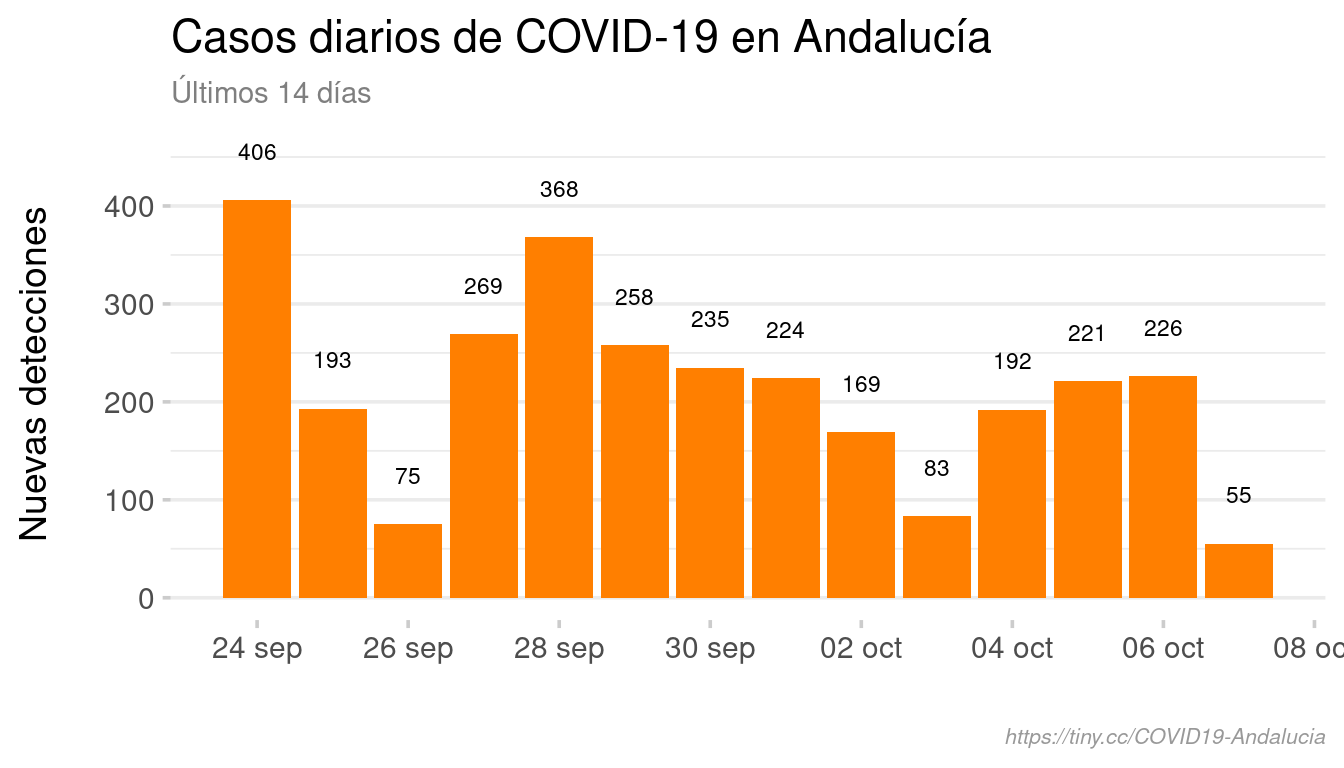 Casos diarios de COVID-19 en Andalucía
Últimos 14 días
Nuevas detecciones
400
300
200
100
0
406
193
75
269
368
258
235
224
169
83
192
221
226
55
24 sep
26 sep
28 sep
30 sep
02 oct
04 oct
06 oct
08 oc
https://tiny.cc/COVID19-Andalucia